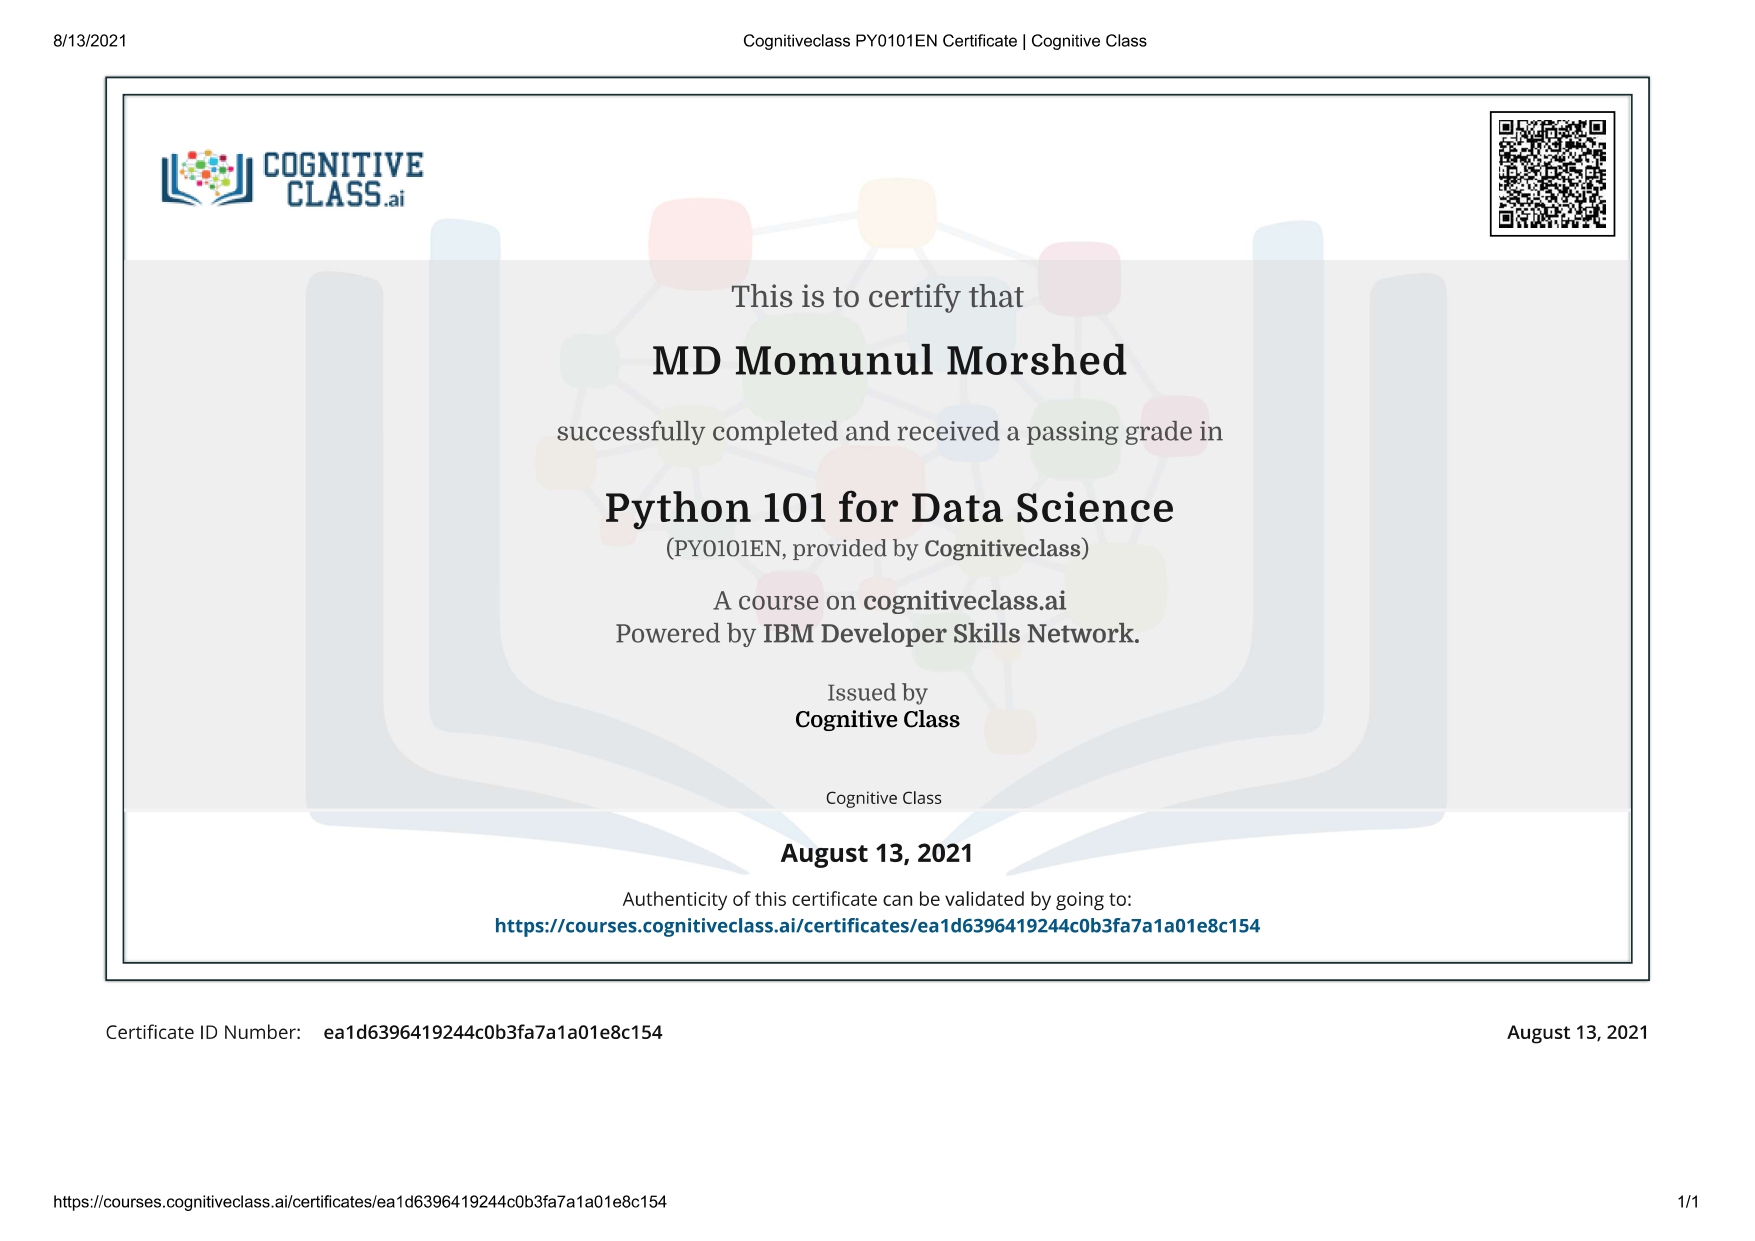 8/13/2021
Cognitiveclass PY0101EN Certificate | Cognitive Class
COGNITIVE
CLASS.ai
This is to certify that
MD Momunul Morshed
successfully completed and received a passing grade in
Python 101 for Data Science
(PY0101EN, provided by Cognitiveclass)
A course on cognitiveclass.ai
Powered by IBM Developer Skills Network.
Issued by
Cognitive Class
Cognitive Class
August 13, 2021
Authenticity of this certificate can be validated by going to:
https://courses.cognitiveclass.ai/certificates/ea1d6396419244c0b3fa7a1a01e8c154
Certificate ID Number: ea1d6396419244c0b3fa7a1a01e8c154
August 13, 2021
https://courses.cognitiveclass.ai/certificates/ea1d6396419244c0b3fa7a1a01e8c154
1/1